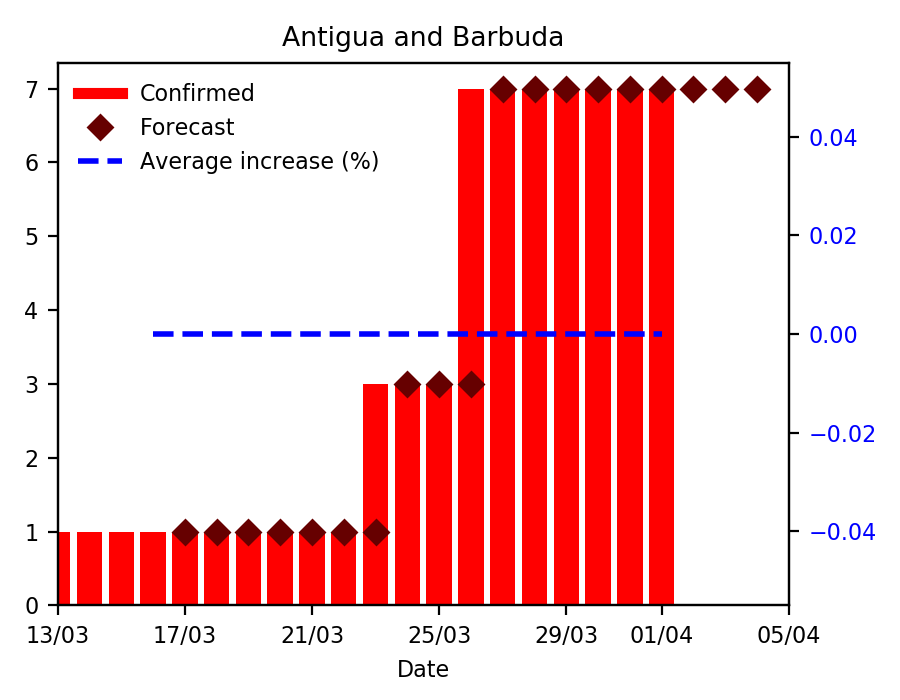 Antigua and Barbuda
Confirmed
Forecast
Average increase (%)
7
6
5
4
3
2
1
0
0.04
0.02
0.00
−0.02
−0.04
13/03 17/03 21/03 25/03 29/03 01/04 05/04
Date